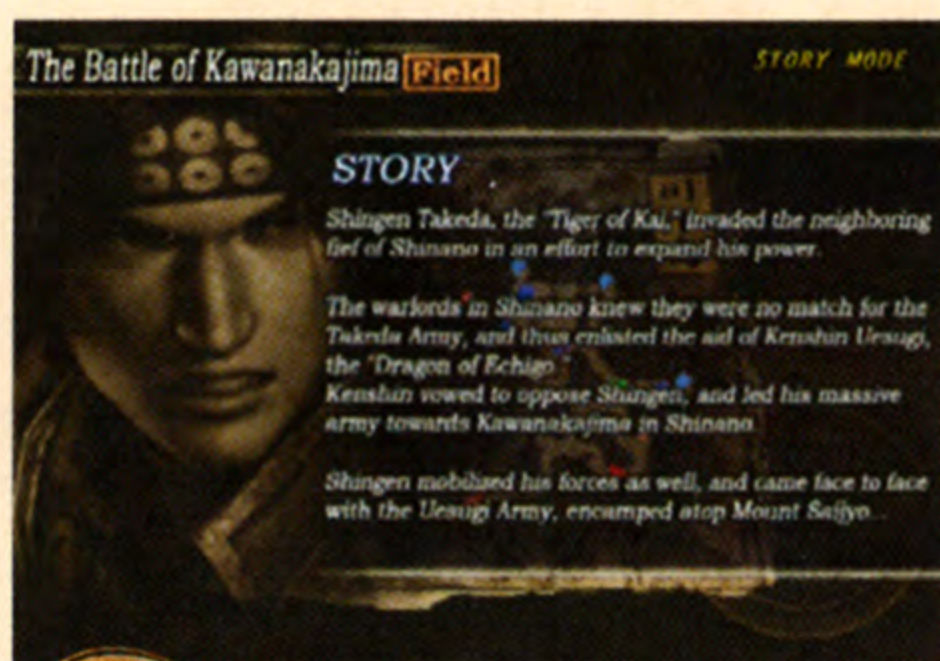 The Battle of Kawanakajima Field
STORY MODE
STORY
Shingen Takeda, the "Tiger of Kai," invaded the neighboring
fief of Shinano in an effort to expand his power.
The warlords in Shinano knew they were no match for the
Takeda Army, and thus enlisted the aid of Kenshin Uesugi,
the "Dragon of Echigo."
Kenshin vowed to oppose Shingen, and led his massive
army towards Kawanakajima in Shinano.
Shingen mobilized his forces as well, and came face to face
with the Uesugi Army, encamped atop Mount Saijyo...